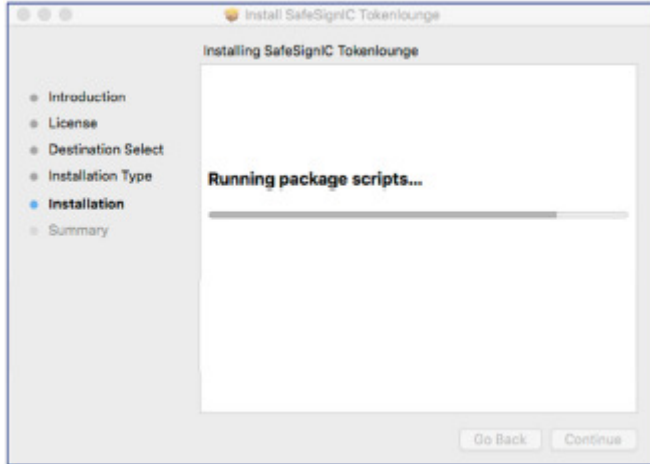 Install SafeSignIC Tokenlounge
Installing SafeSignIC Tokenlounge
Introduction
License
Destination Select
Installation Type
Installation
Summary
Running package scripts...
Go Back
Continue